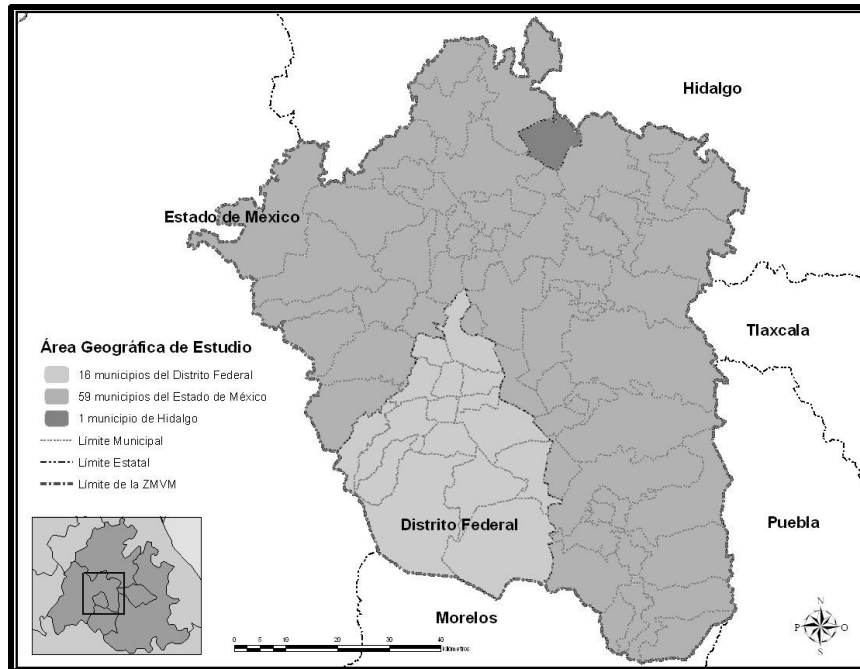 Hidalgo
Estado de México
Tlaxcala
Área Geográfica de Estudio
16 municipios del Distrito Federal
59 municipios del Estado de México
1 municipio de Hidalgo
Límite Municipal
Límite Estatal
Límite de la ZMVM
Distrito Federal
Puebla
Morelos
0 5 10 20 30 40
Kilómetros
N
P O
S